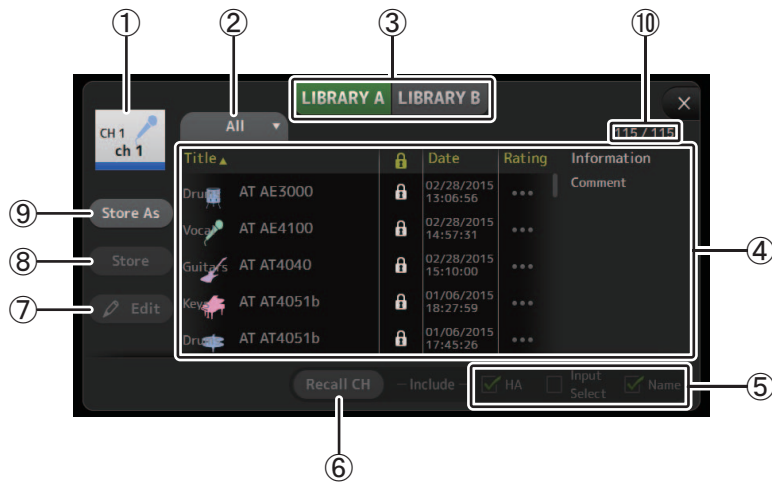 ① ② ③ ⑩
LIBRARY A LIBRARY B
CH 1
ch 1
All ▼
115 / 115
Title▲ Date Rating Information
Drums AT AE3000 02/28/2015 13:06:56 •••
Comment
Vocal AT AE4100 02/28/2015 14:57:31 •••
Guitars AT AT4040 02/28/2015 15:10:00 •••
Keys AT AT4051b 01/06/2015 18:27:59 •••
Drums AT AT4051b 01/06/2015 17:45:26 •••
④
⑨ Store As
⑧ Store
⑦ Edit
Recall CH – Include – HA Input Select Name
⑤
⑥